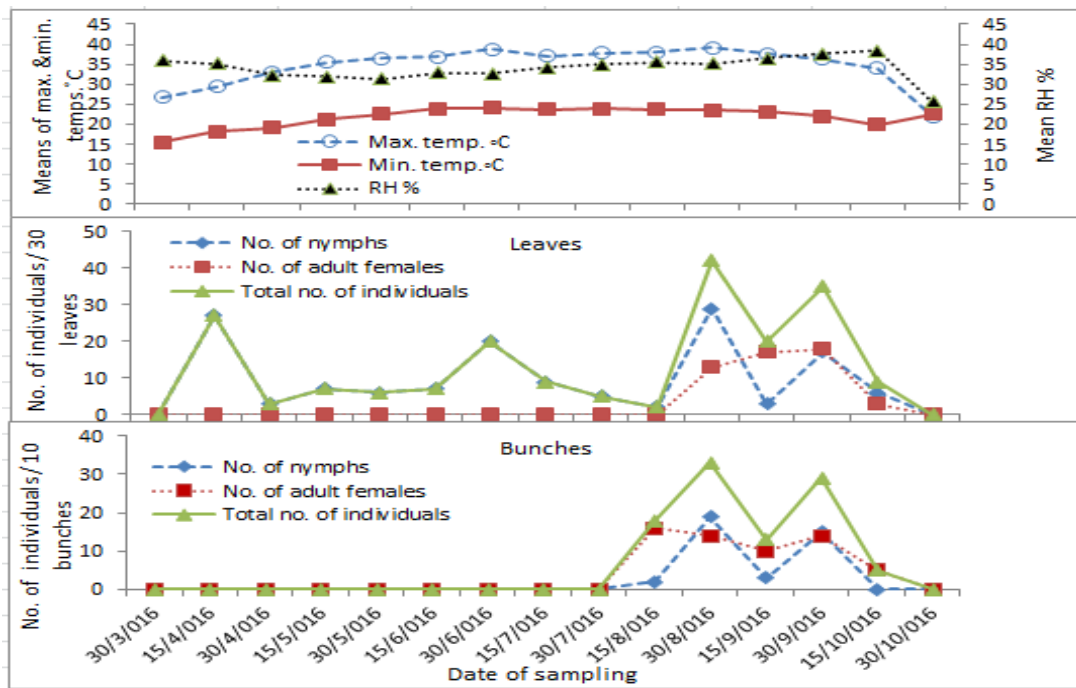 Means of max. &min.
temps.°C
45
40
35
30
25
20
15
10
5
0
Max. temp.°C
Min. temp.°C
RH %
45
40
35
30
25
20
15
10
5
0
Mean RH %
No. of individuals/30
leaves
50
40
30
20
10
0
Leaves
No. of nymphs
No. of adult females
Total no. of individuals
No. of individuals/10
bunches
40
30
20
10
0
Bunches
No. of nymphs
No. of adult females
Total no. of individuals
30/3/016
15/4/016
30/4/016
15/5/016
30/5/016
15/6/016
30/6/016
15/7/016
30/7/016
15/8/016
30/8/016
15/9/016
30/9/016
15/10/016
30/10/016
Date of sampling